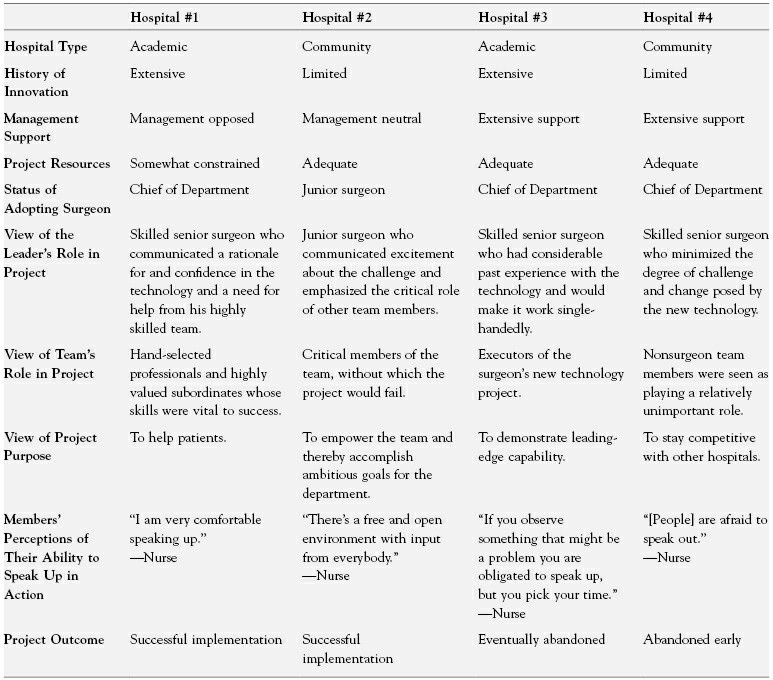 Hospital #1 Hospital #2 Hospital #3 Hospital #4
Hospital Type Academic Community Academic Community
History of Innovation Extensive Limited Extensive Limited
Management Support Management opposed Management neutral Extensive support Extensive support
Project Resources Somewhat constrained Adequate Adequate Adequate
Status of Adopting Surgeon Chief of Department Junior surgeon Chief of Department Chief of Department
View of the
Leader's Role in
Project
Skilled senior surgeon who
communicated a rationale
for and confidence in the
technology and a need for
help from his highly
skilled team.
Junior surgeon who
communicated excitement
about the challenge and
emphasized the critical role
of other team members.
Skilled senior surgeon
who had considerable
past experience with the
technology and would
make it work single-
handedly.
Skilled senior surgeon
who minimized the
degree of challenge
and change posed by
the new technology.
View of Team's
Role in Project
Hand-selected
professionals and highly
valued subordinates whose
skills were vital to success.
Critical members of the
team, without which the
project would fail.
Executors of the
surgeon's new technology
project.
Nonsurgeon team
members were seen as
playing a relatively
unimportant role.
View of Project
Purpose
To help patients.
To empower the team and
thereby accomplish
ambitious goals for the
department.
To demonstrate leading-
edge capability.
To stay competitive
with other hospitals.
Members'
Perceptions of
Their Ability to
Speak Up in
Action
“I am very comfortable
speaking up.”
—Nurse
“There's a free and open
environment with input
from everybody.”
—Nurse
“If you observe
something that might be
a problem you are
obligated to speak up,
but you pick your time.”
—Nurse
“[People] are afraid to
speak out.”
—Nurse
Project Outcome
Successful implementation
Successful
implementation
Eventually abandoned
Abandoned early